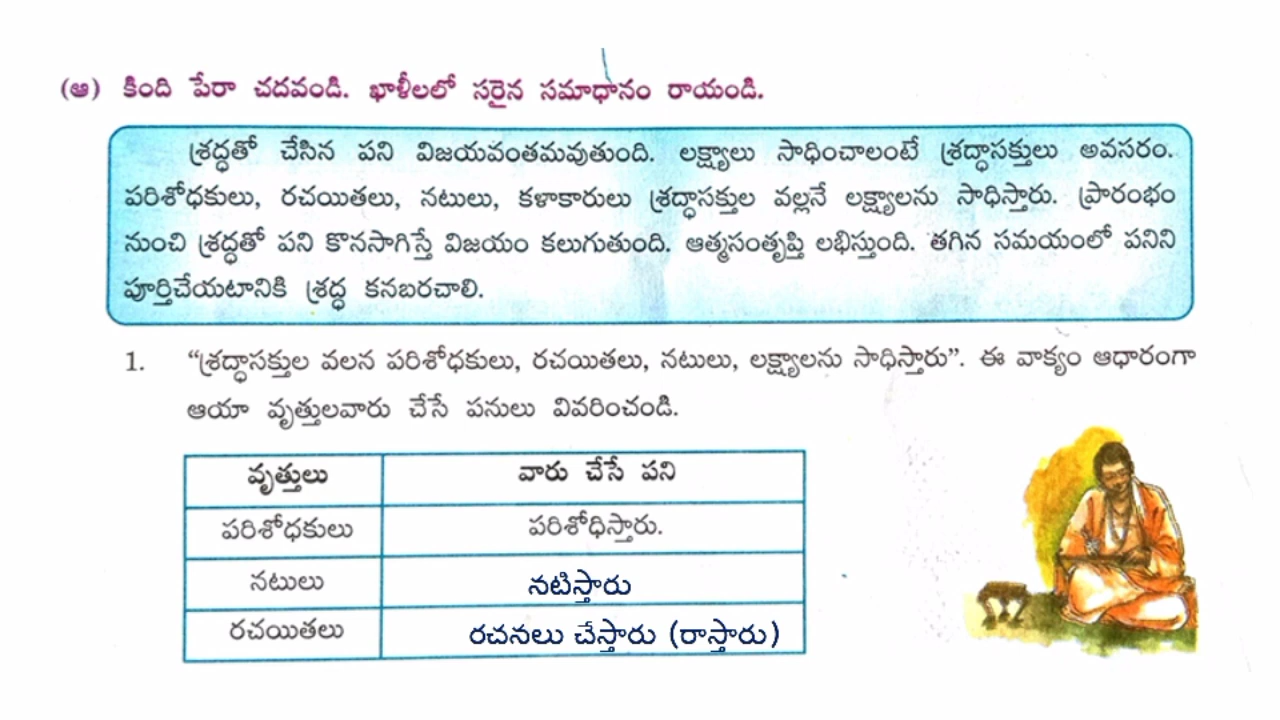 (ఆ) కింది పేరా చదవండి. ఖాళీలలో సరైన సమాధానం రాయండి.
శ్రద్ధతో చేసిన పని విజయవంతమవుతుంది. లక్ష్యాలు సాధించాలంటే శ్రద్ధాసక్తులు అవసరం.
పరిశోధకులు, రచయితలు, నటులు, కళాకారులు శ్రద్ధాసక్తుల వల్లనే లక్ష్యాలను సాధిస్తారు. ప్రారంభం
నుంచి శ్రద్ధతో పని కొనసాగిస్తే విజయం కలుగుతుంది. ఆత్మసంతృప్తి లభిస్తుంది. తగిన సమయంలో పనిని
పూర్తిచేయటానికి శ్రద్ధ కనబరచాలి.
1. “శ్రద్ధాసక్తుల వలన పరిశోధకులు, రచయితలు, నటులు, లక్ష్యాలను సాధిస్తారు”. ఈ వాక్యం ఆధారంగా
ఆయా వృత్తులవారు చేసే పనులు వివరించండి.
వృత్తులు వారు చేసే పని
పరిశోధకులు పరిశోధిస్తారు.
నటులు నటిస్తారు
రచయితలు రచనలు చేస్తారు (రాస్తారు)